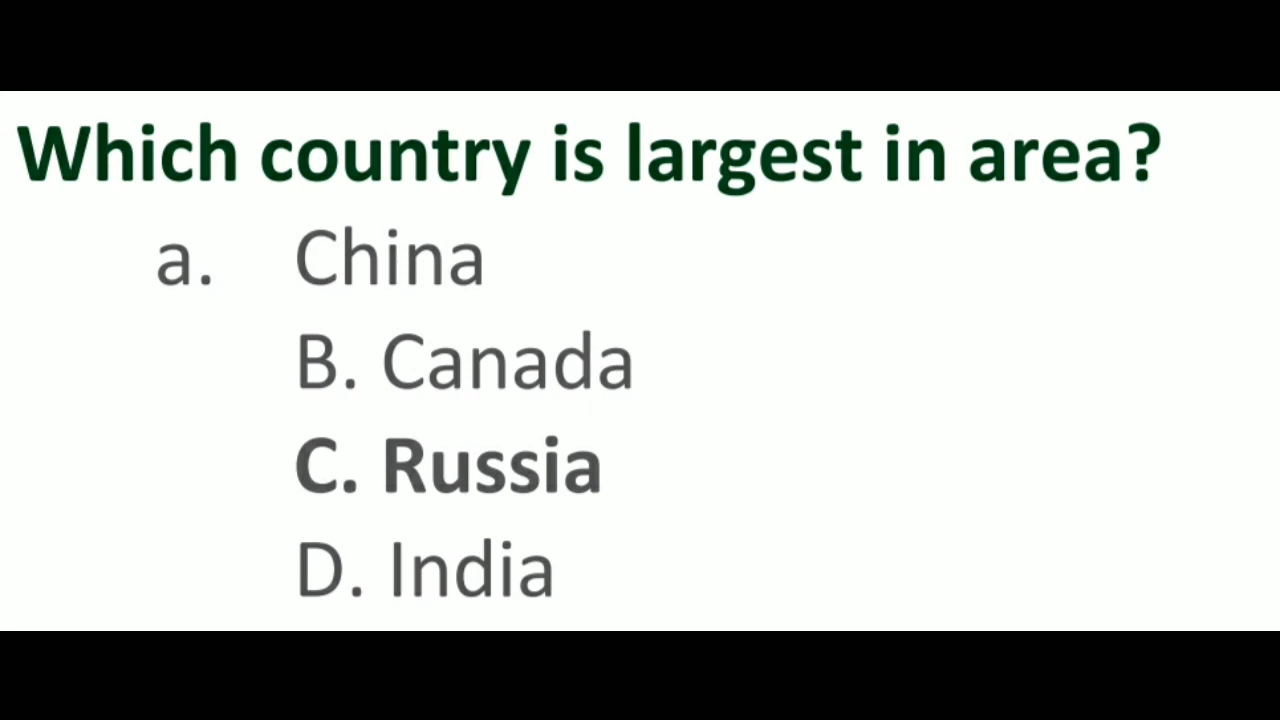 Which country is largest in area?
a. China
B. Canada
C. Russia
D. India